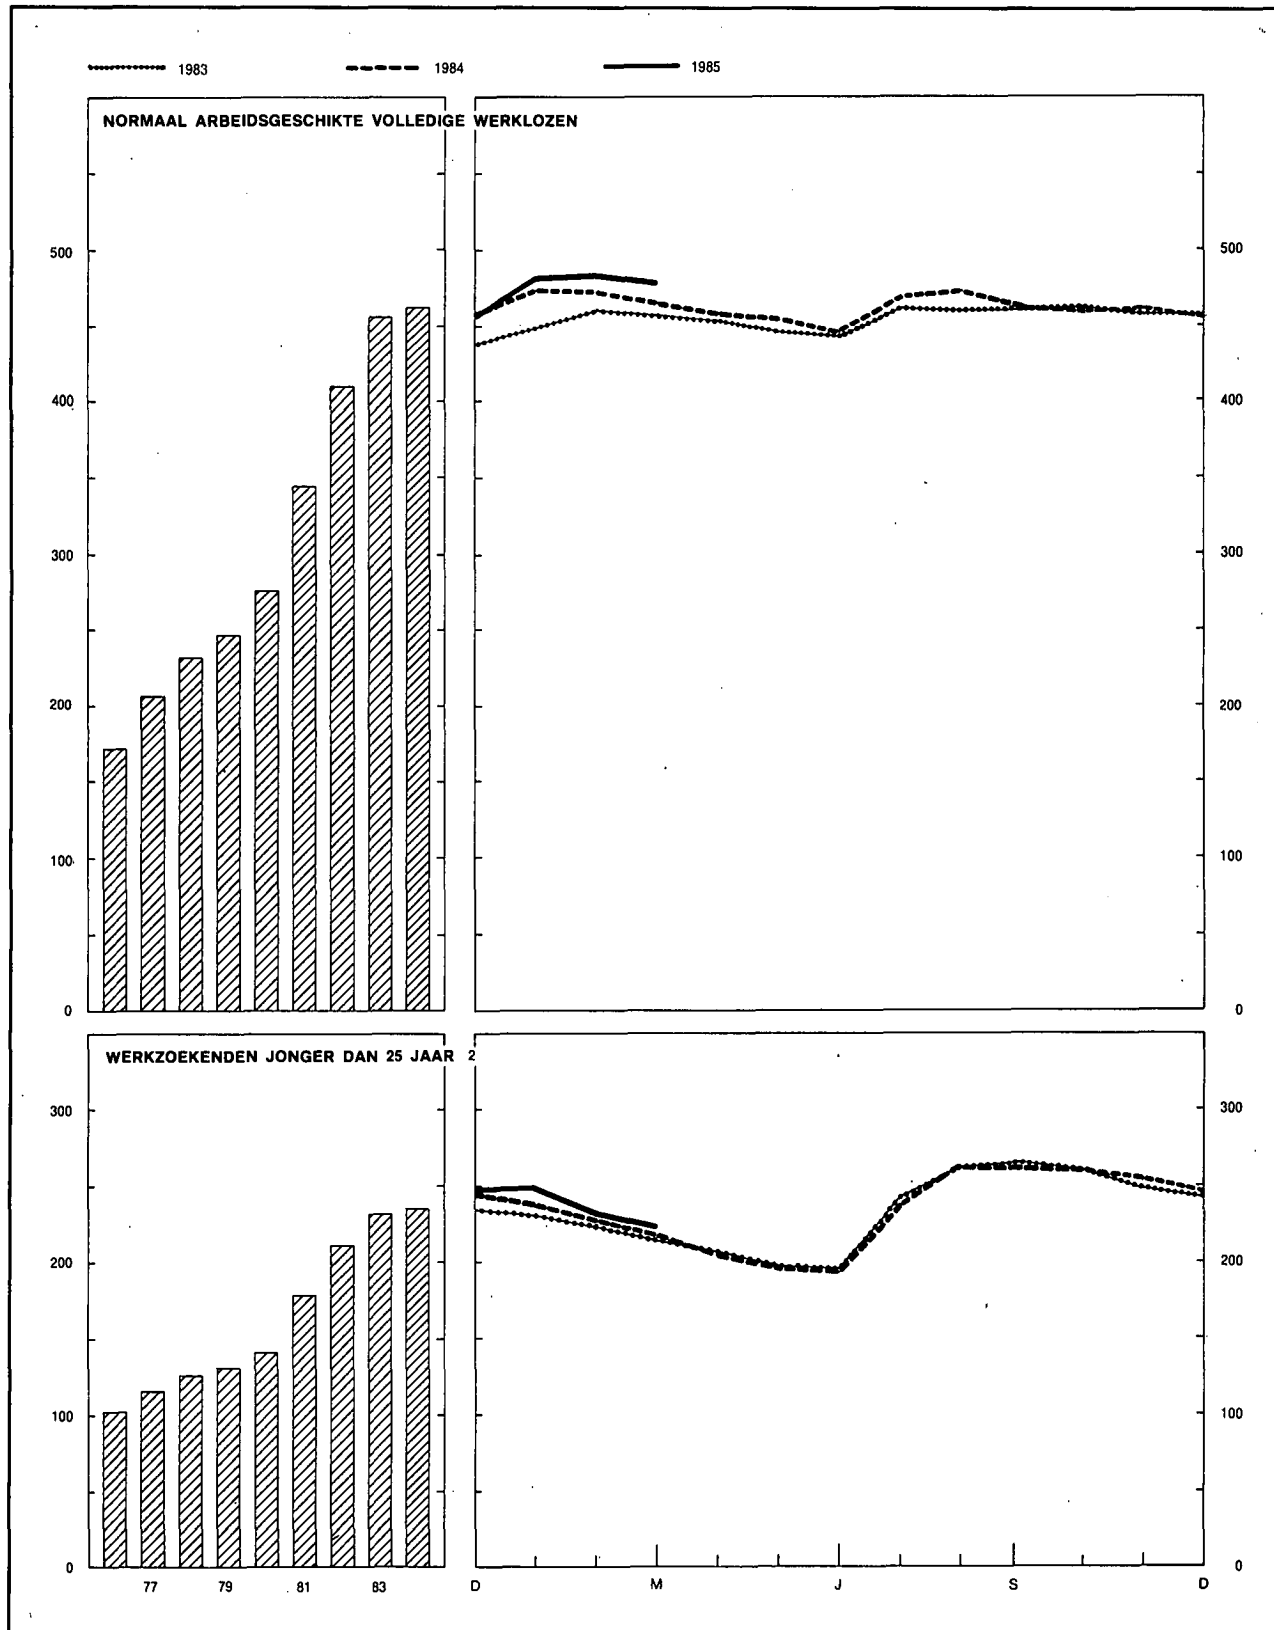 1983 1984 1985
NORMAAL ARBEIDSGESCHIKTE VOLLEDIGE WERKLOZEN
500 500
400 400
300 300
200 200
100 100
0 0
WERKZOEKENDEN JONGER DAN 25 JAAR 2
300 300
200 200
100 100
0 0
77 79 81 83 D M J S D